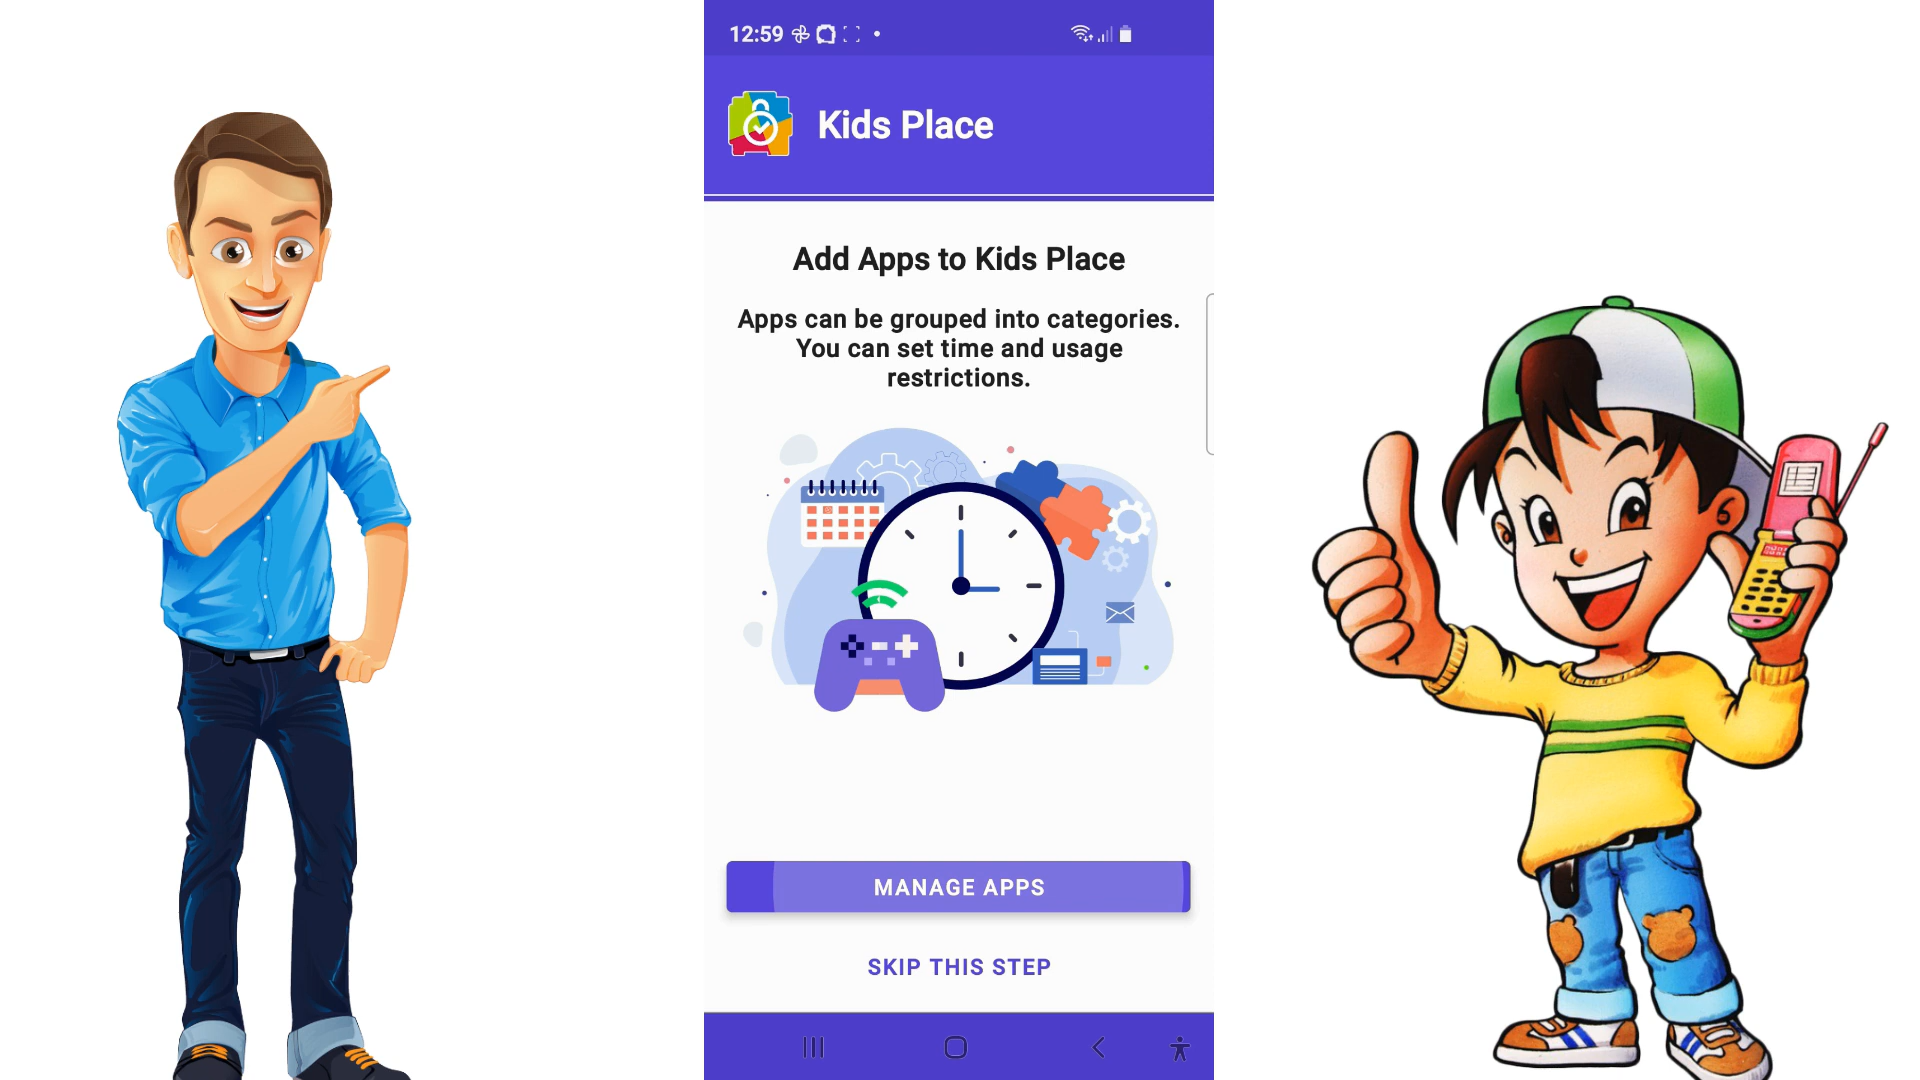 12:59
Kids Place
Add Apps to Kids Place
Apps can be grouped into categories.
You can set time and usage
restrictions.
MANAGE APPS
SKIP THIS STEP